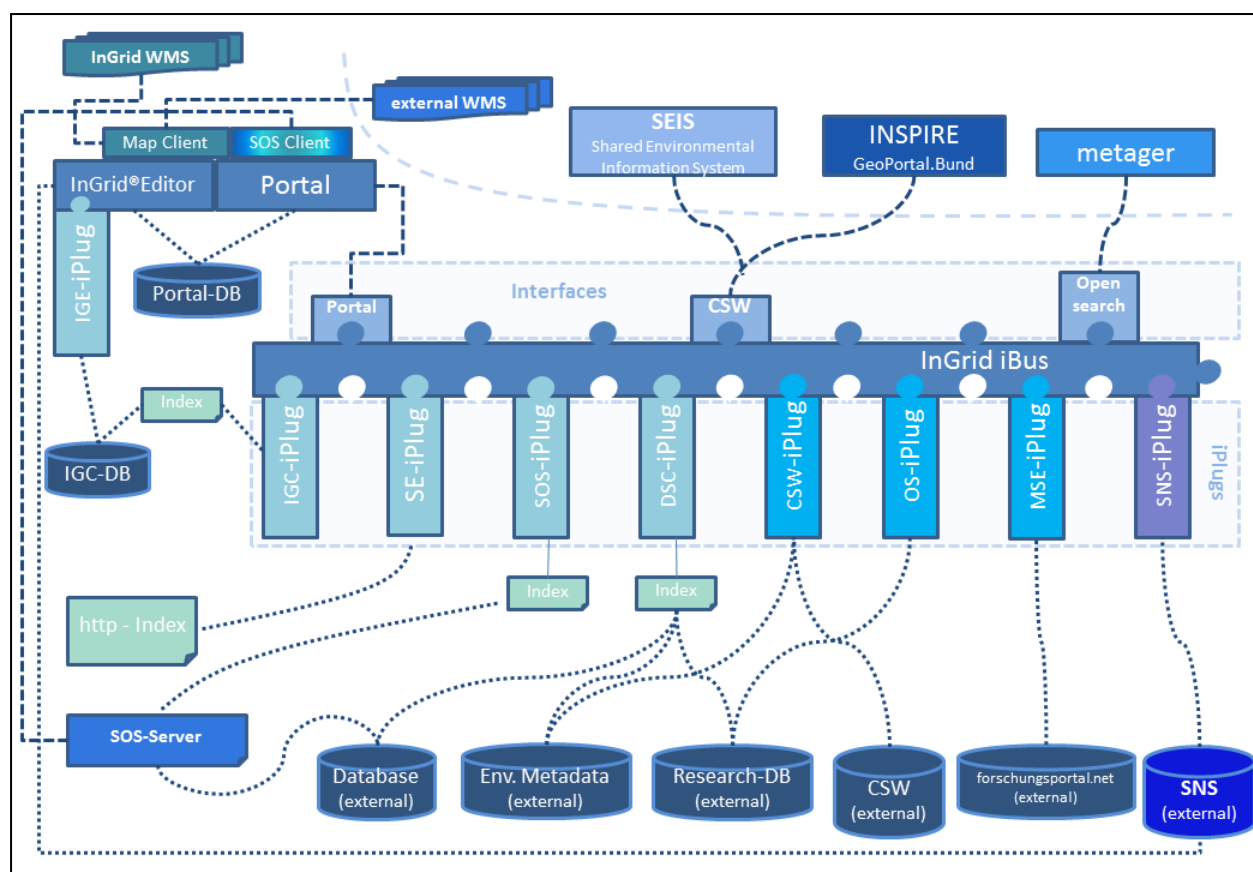 InGrid WMS
external WMS
SEIS
Shared Environmental
Information System
INSPIRE
GeoPortal.Bund
metager
Map Client
SOS Client
InGrid®Editor
Portal
IGE-iPlug
Portal-DB
Interfaces
Portal
CSW
Open
search
InGrid iBus
Index
IGC-DB
IGC-iPlug
SE-iPlug
SOS-iPlug
DSC-iPlug
CSW-iPlug
OS-iPlug
MSE-iPlug
SNS-iPlug
iPlugs
Index
Index
http - Index
SOS-Server
Database
(external)
Env. Metadata
(external)
Research-DB
(external)
CSW
(external)
forschungsportal.net
(external)
SNS
(external)